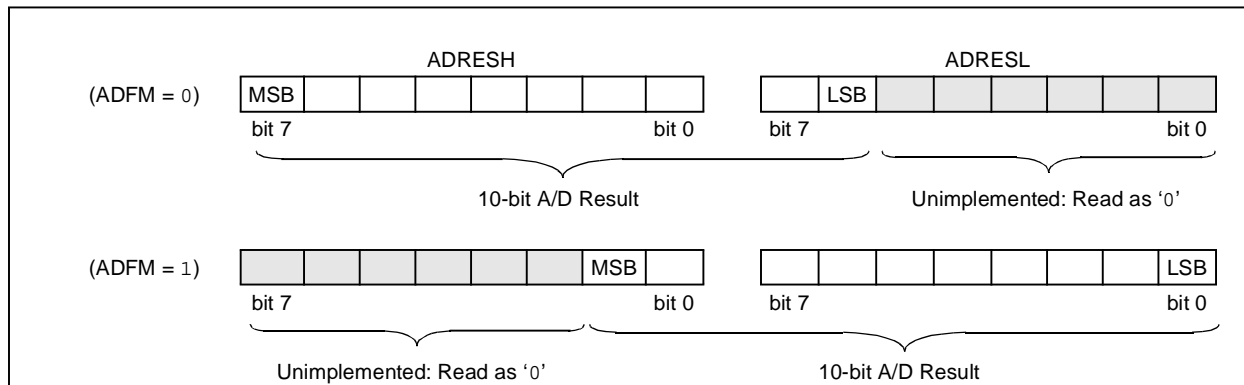 ADRESH ADRESL
(ADFM = 0) MSB LSB
bit 7 bit 0 bit 7 bit 0
10-bit A/D Result Unimplemented: Read as ‘0’
(ADFM = 1) MSB LSB
bit 7 bit 0 bit 7 bit 0
Unimplemented: Read as ‘0’ 10-bit A/D Result